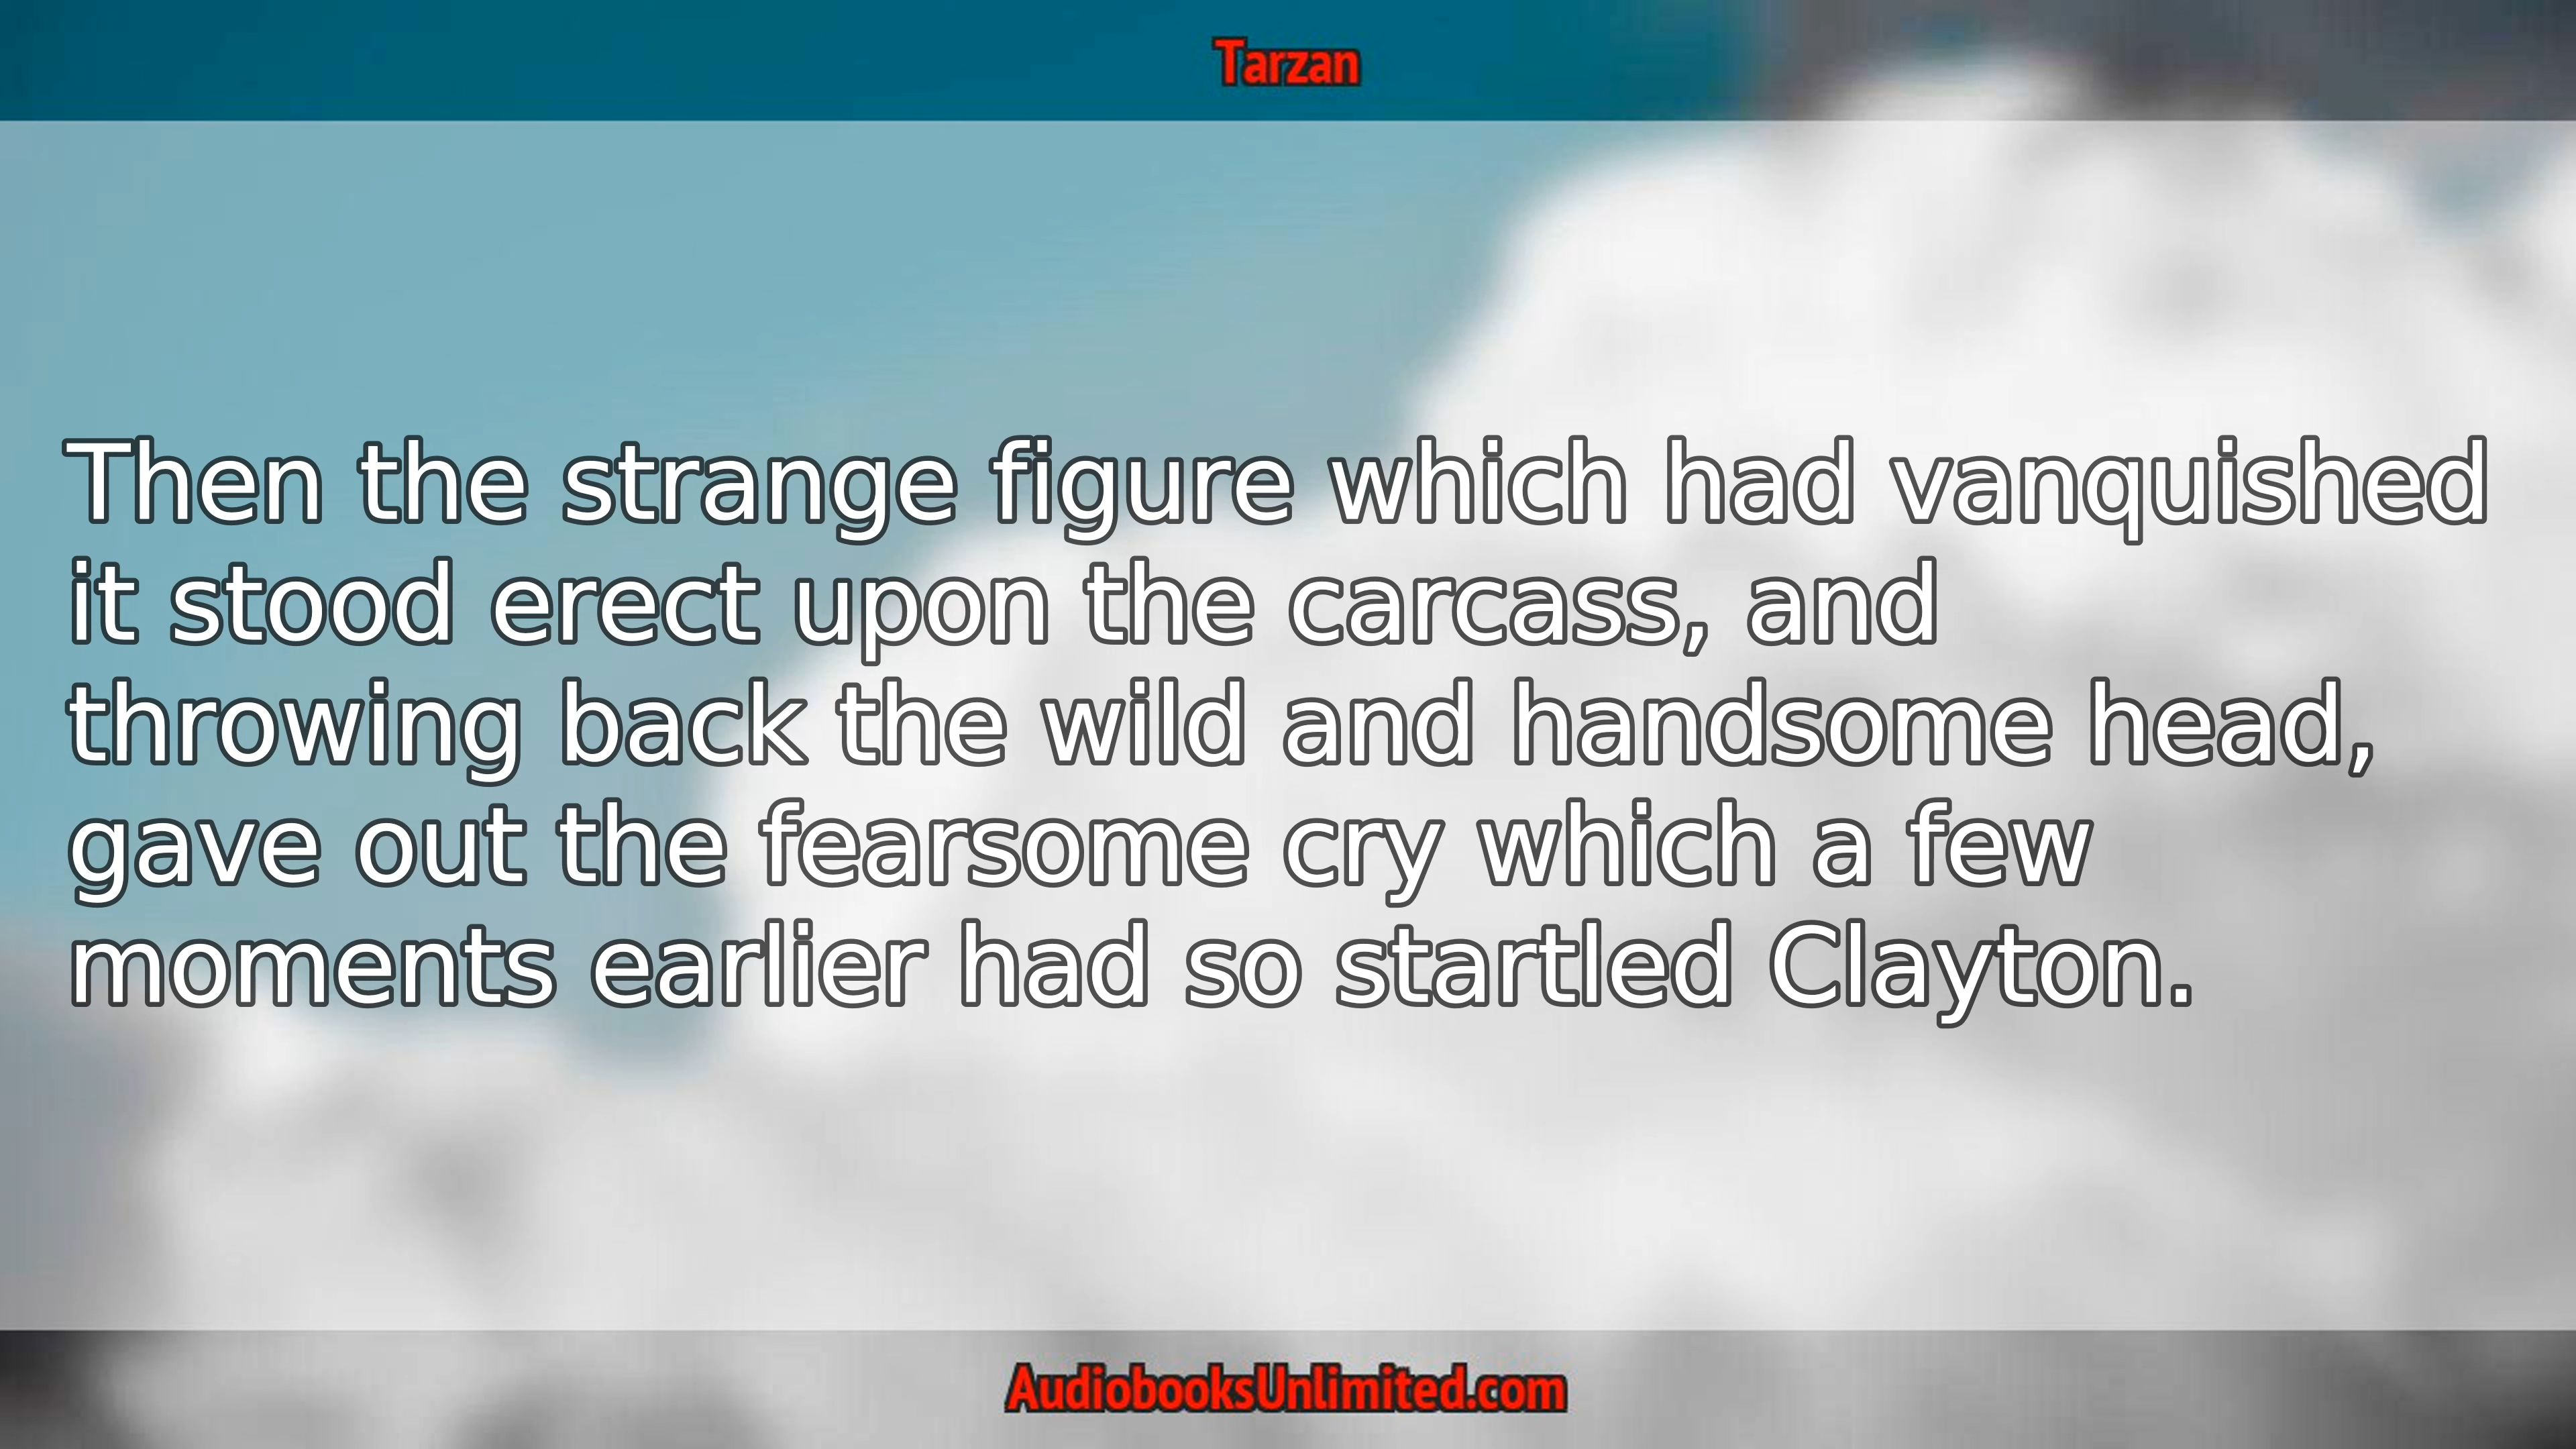 Tarzan
Then the strange figure which had vanquished
it stood erect upon the carcass, and
throwing back the wild and handsome head,
gave out the fearsome cry which a few
moments earlier had so startled Clayton.
AudiobooksUnlimited.com